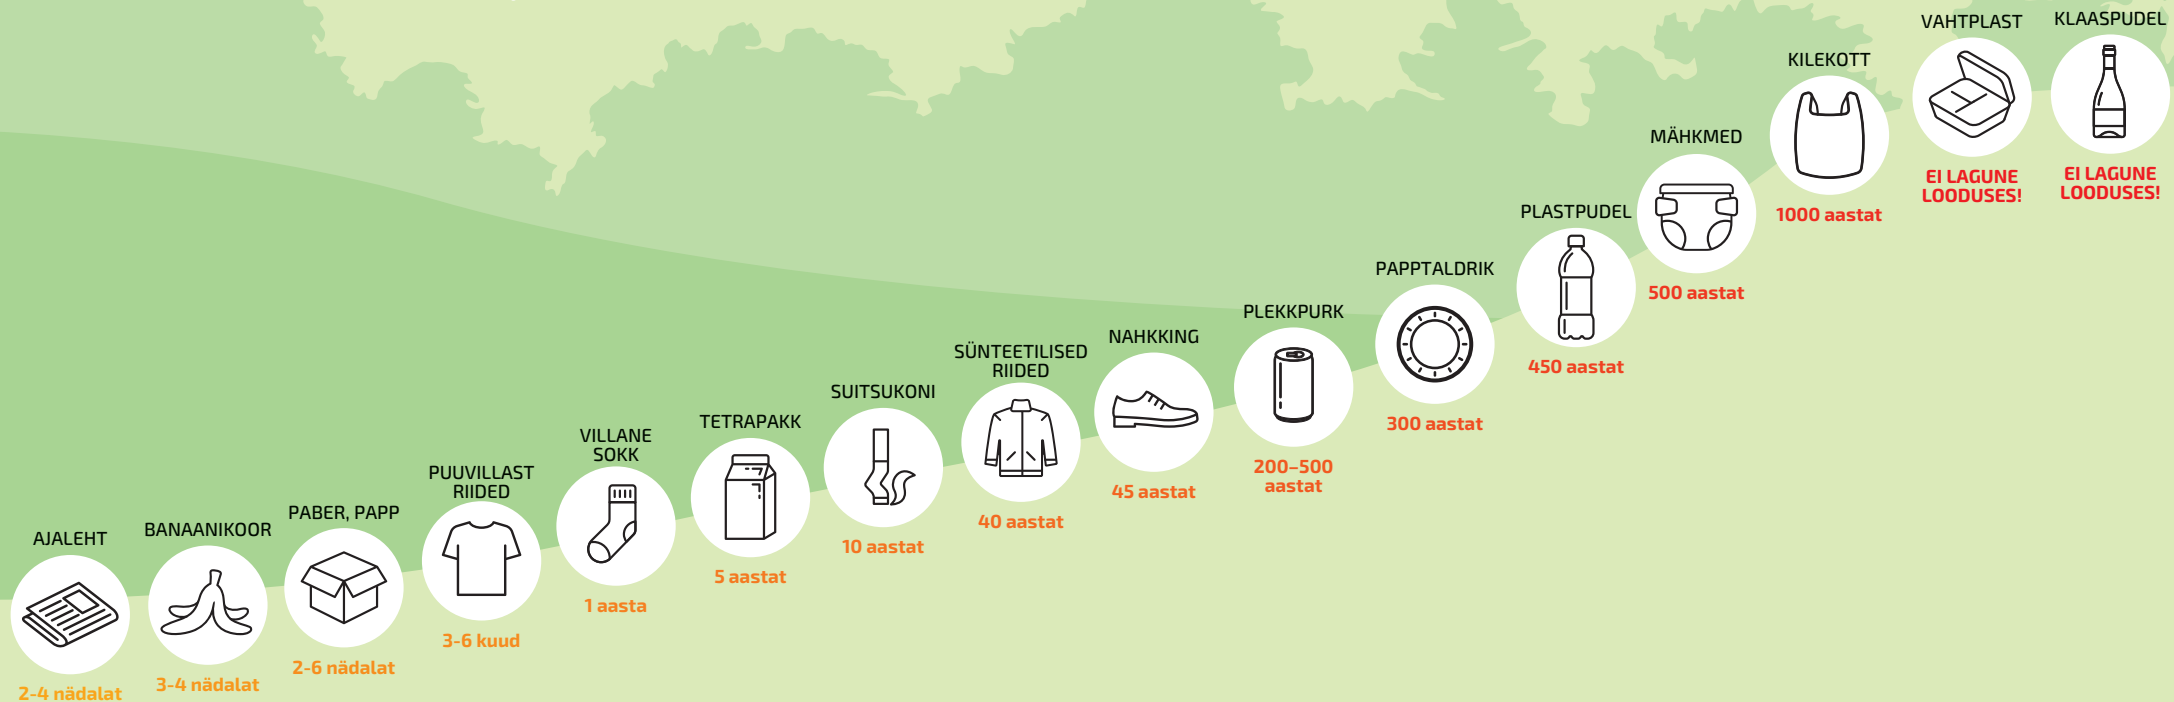 AJALEHT
2-4 nädalat
BANAANIKOOR
3-4 nädalat
PABER, PAPP
2-6 nädalat
PUUVILLAST
RIIDED
3-6 kuud
VILLANE
SOKK
1 aasta
TETRAPAKK
5 aastat
SUITSUKONI
10 aastat
SÜNTEETILISED
RIIDED
40 aastat
NAHKKING
45 aastat
PLEKKPURK
200–500
aastat
PAPPTALDRIK
300 aastat
PLASTPUDEL
450 aastat
MÄHKMED
500 aastat
KILEKOTT
1000 aastat
VAHTPLAST
EI LAGUNE
LOODUSES!
KLAASPUDEL
EI LAGUNE
LOODUSES!